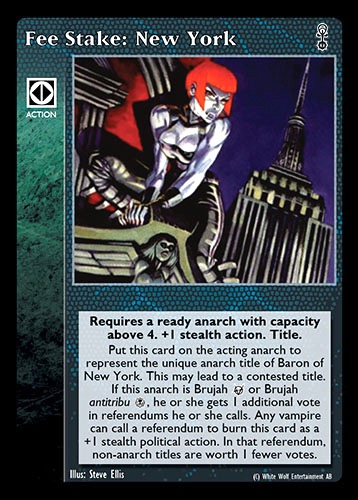 Fee Stake: New York
ACTION
Requires a ready anarch with capacity
above 4. +1 stealth action. Title.
Put this card on the acting anarch to
represent the unique anarch title of Baron of
New York. This may lead to a contested title.
If this anarch is Brujah or Brujah
antitribu, he or she gets 1 additional vote
in referendums he or she calls. Any vampire
can call a referendum to burn this card as a
+1 stealth political action. In that referendum,
non-anarch titles are worth 1 fewer votes.
Illus: Steve Ellis
(C) White Wolf Entertainment AB